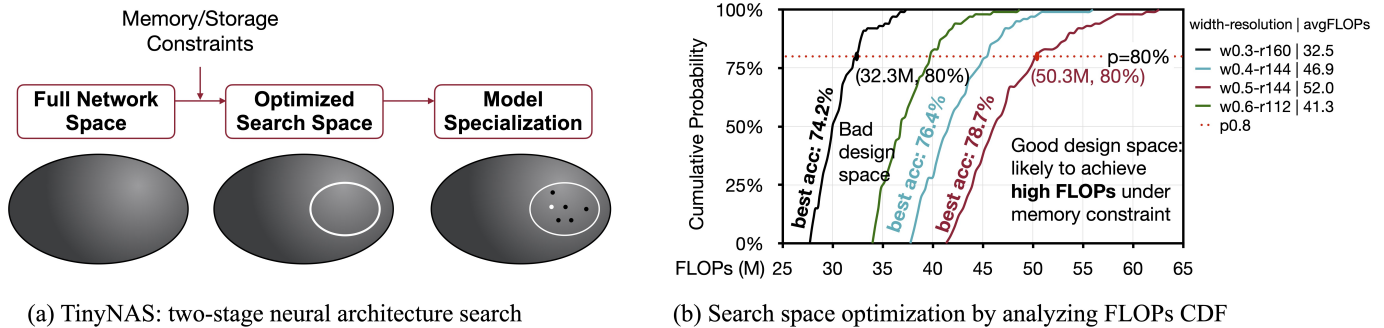 Memory/Storage
Constraints
Full Network
Space
Optimized
Search Space
Model
Specialization
(a) TinyNAS: two-stage neural architecture search
Cumulative Probability
100%
75%
50%
25%
0%
FLOPs (M) 25 30 35 40 45 50 55 60 65
p=80%
(32.3M, 80%)
(50.3M, 80%)
best acc: 74.2%
Bad
design
space
best acc: 76.4%
best acc: 78.7%
Good design space:
likely to achieve
high FLOPs under
memory constraint
width-resolution | avgFLOPs
w0.3-r160 | 32.5
w0.4-r144 | 46.9
w0.5-r144 | 52.0
w0.6-r112 | 41.3
p0.8
(b) Search space optimization by analyzing FLOPs CDF